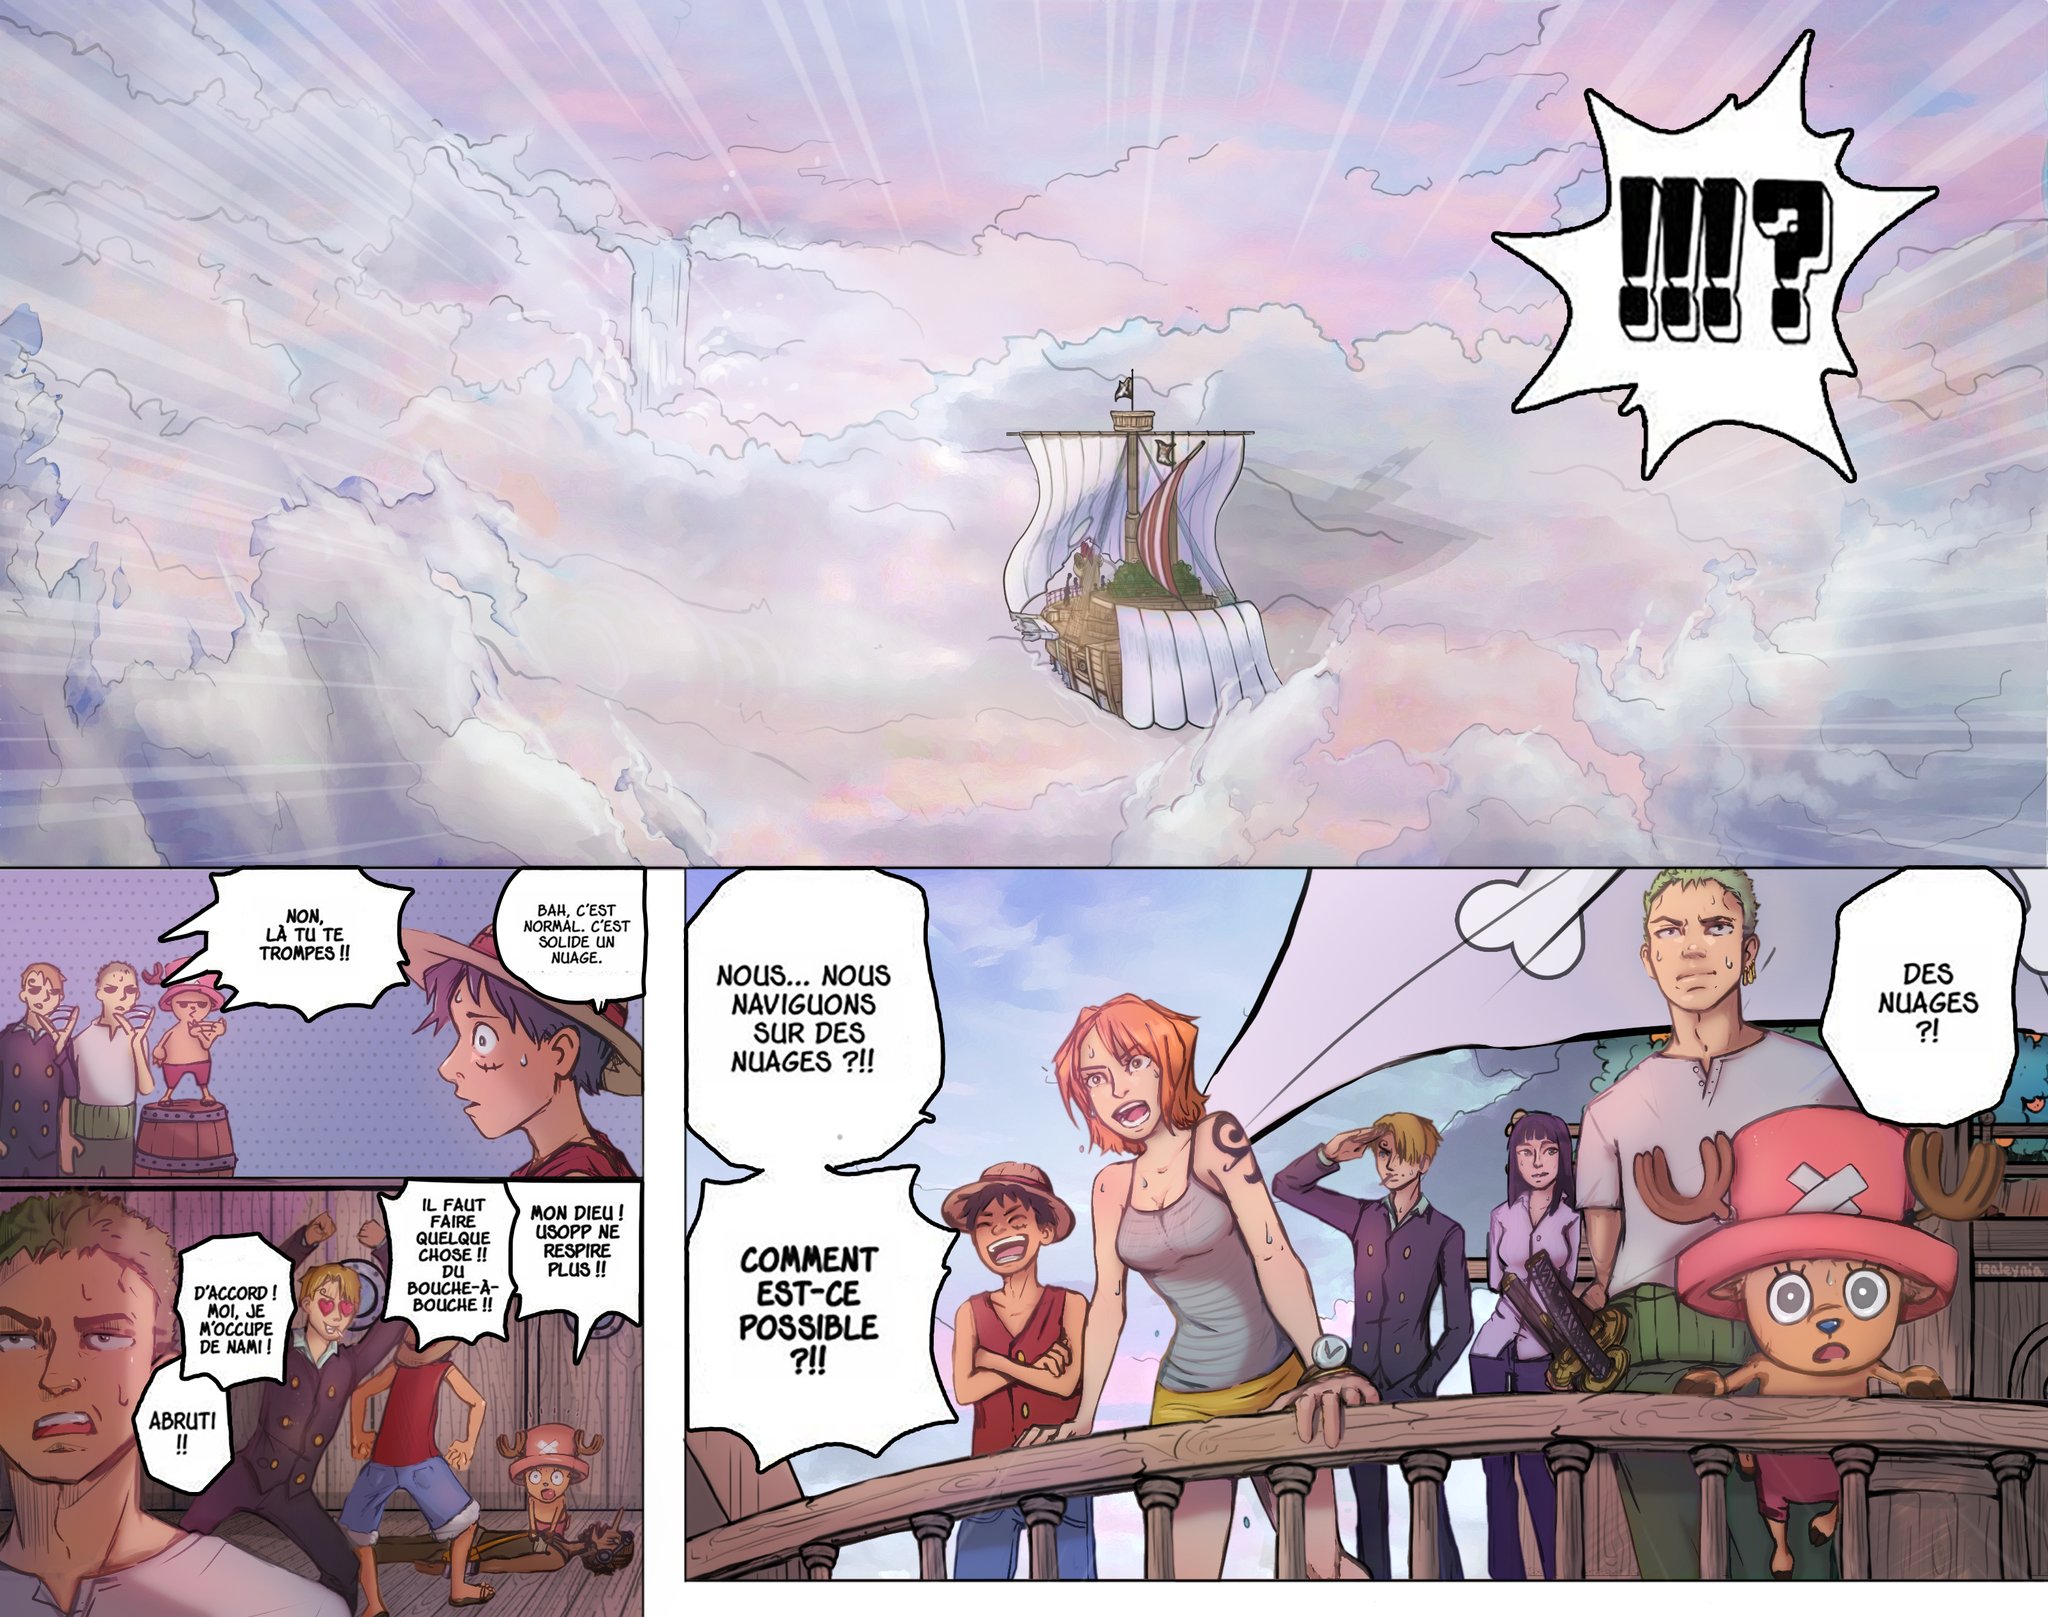 !!!?
DES
NUAGES
?!
NOUS... NOUS
NAVIGUONS
SUR DES
NUAGES ?!!
COMMENT
EST-CE
POSSIBLE
?!!
lealeynia
BAH, C'EST
NORMAL. C'EST
SOLIDE UN
NUAGE.
NON,
LÀ TU TE
TROMPES !!
MON DIEU !
USOPP NE
RESPIRE
PLUS !!
IL FAUT
FAIRE
QUELQUE
CHOSE !!
DU
BOUCHE-À-
BOUCHE !!
D'ACCORD !
MOI, JE
M'OCCUPE
DE NAMI !
ABRUTI
!!